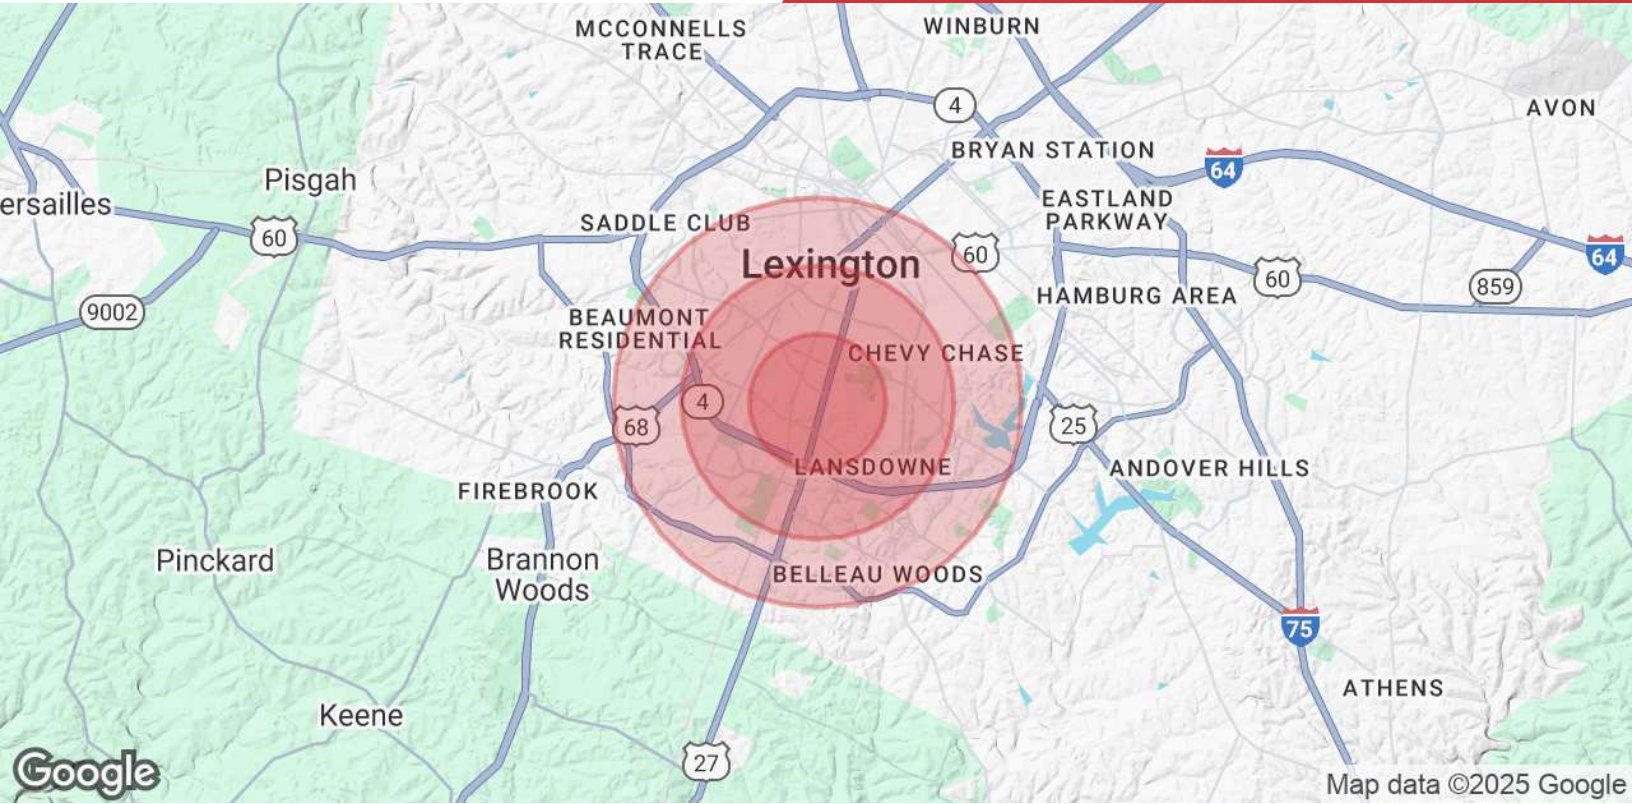 MCCONNELLS
TRACE
WINBURN
4
AVON
BRYAN STATION
64
Pisgah
EASTLAND
PARKWAY
ersailles
SADDLE CLUB
60
60
64
Lexington
60
859
HAMBURG AREA
9002
BEAUMONT
RESIDENTIAL
CHEVY CHASE
4
68
25
LANSDOWNE
ANDOVER HILLS
FIREBROOK
Pinckard
Brannon
Woods
BELLEAU WOODS
75
ATHENS
Keene
27
Google
Map data ©2025 Google